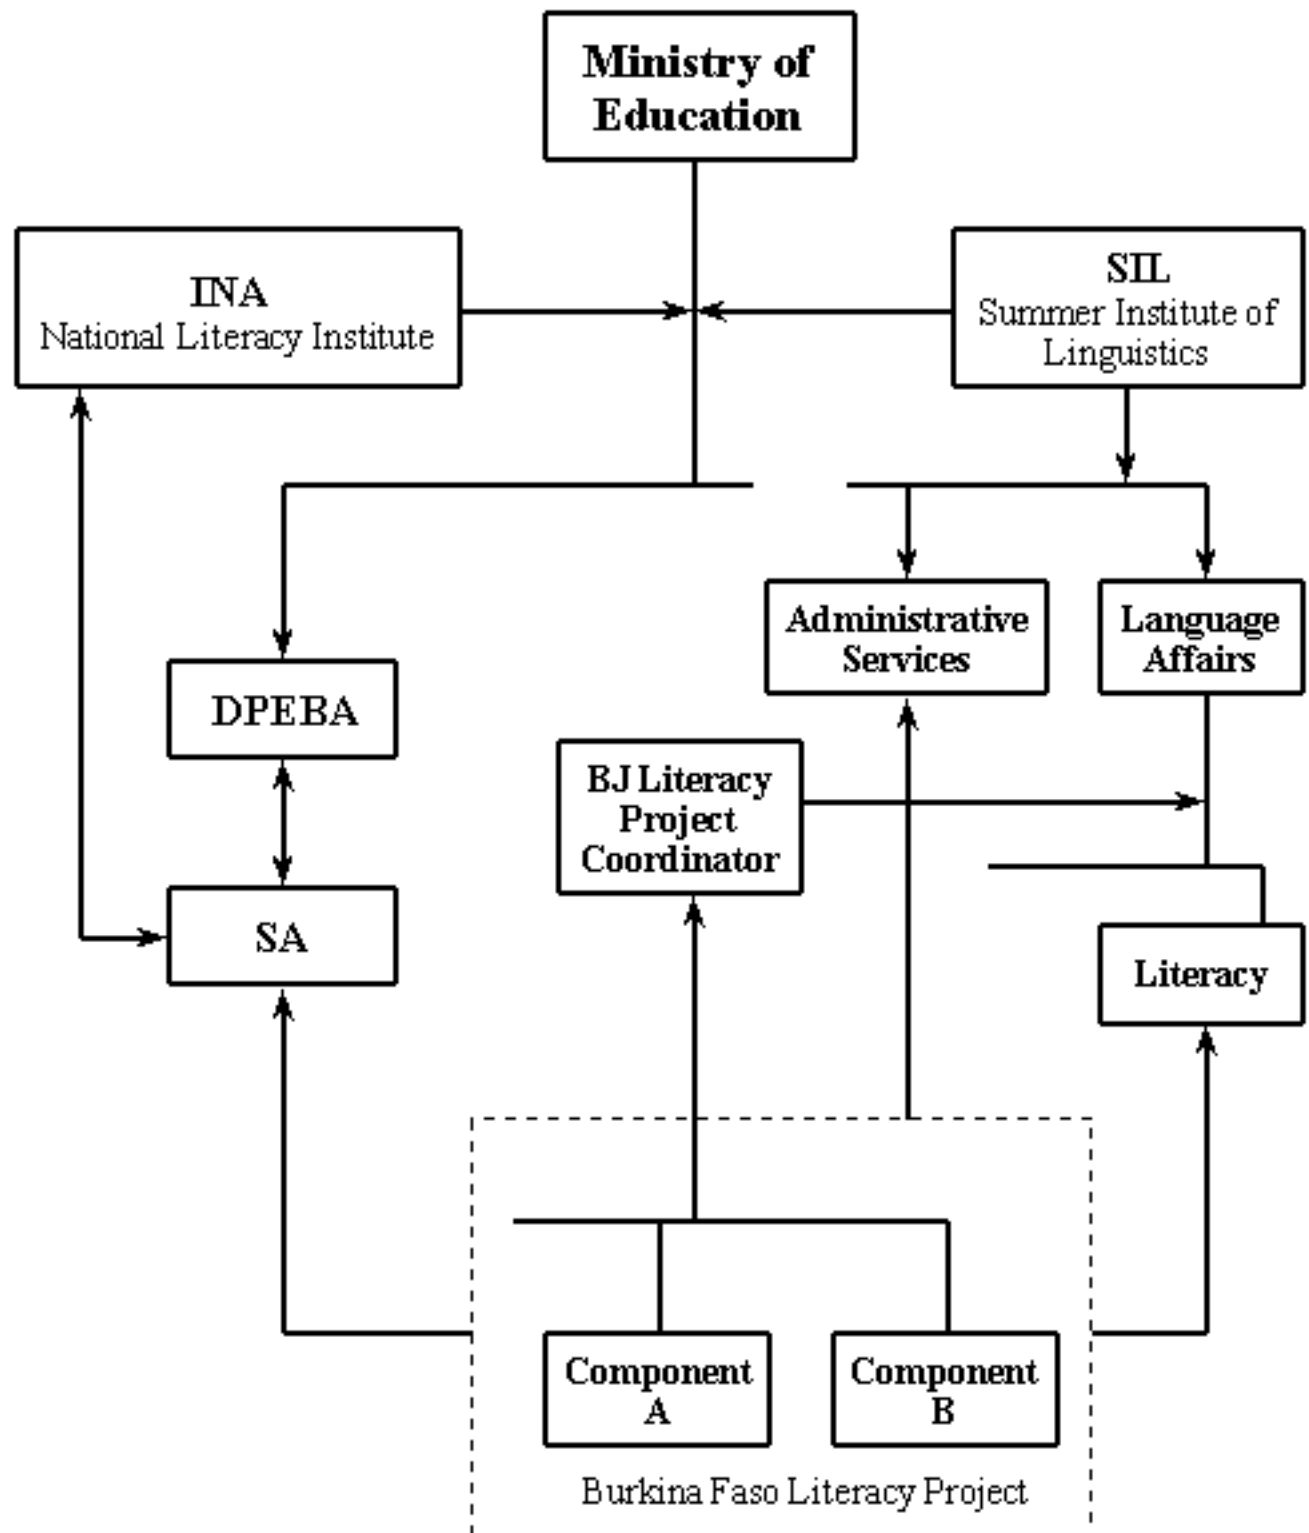 Ministry of
Education
INA
National Literacy Institute
SIL
Summer Institute of
Linguistics
Administrative
Services
Language
Affairs
DPEBA
BJ Literacy
Project
Coordinator
SA
Literacy
Component
A
Component
B
Burkina Faso Literacy Project